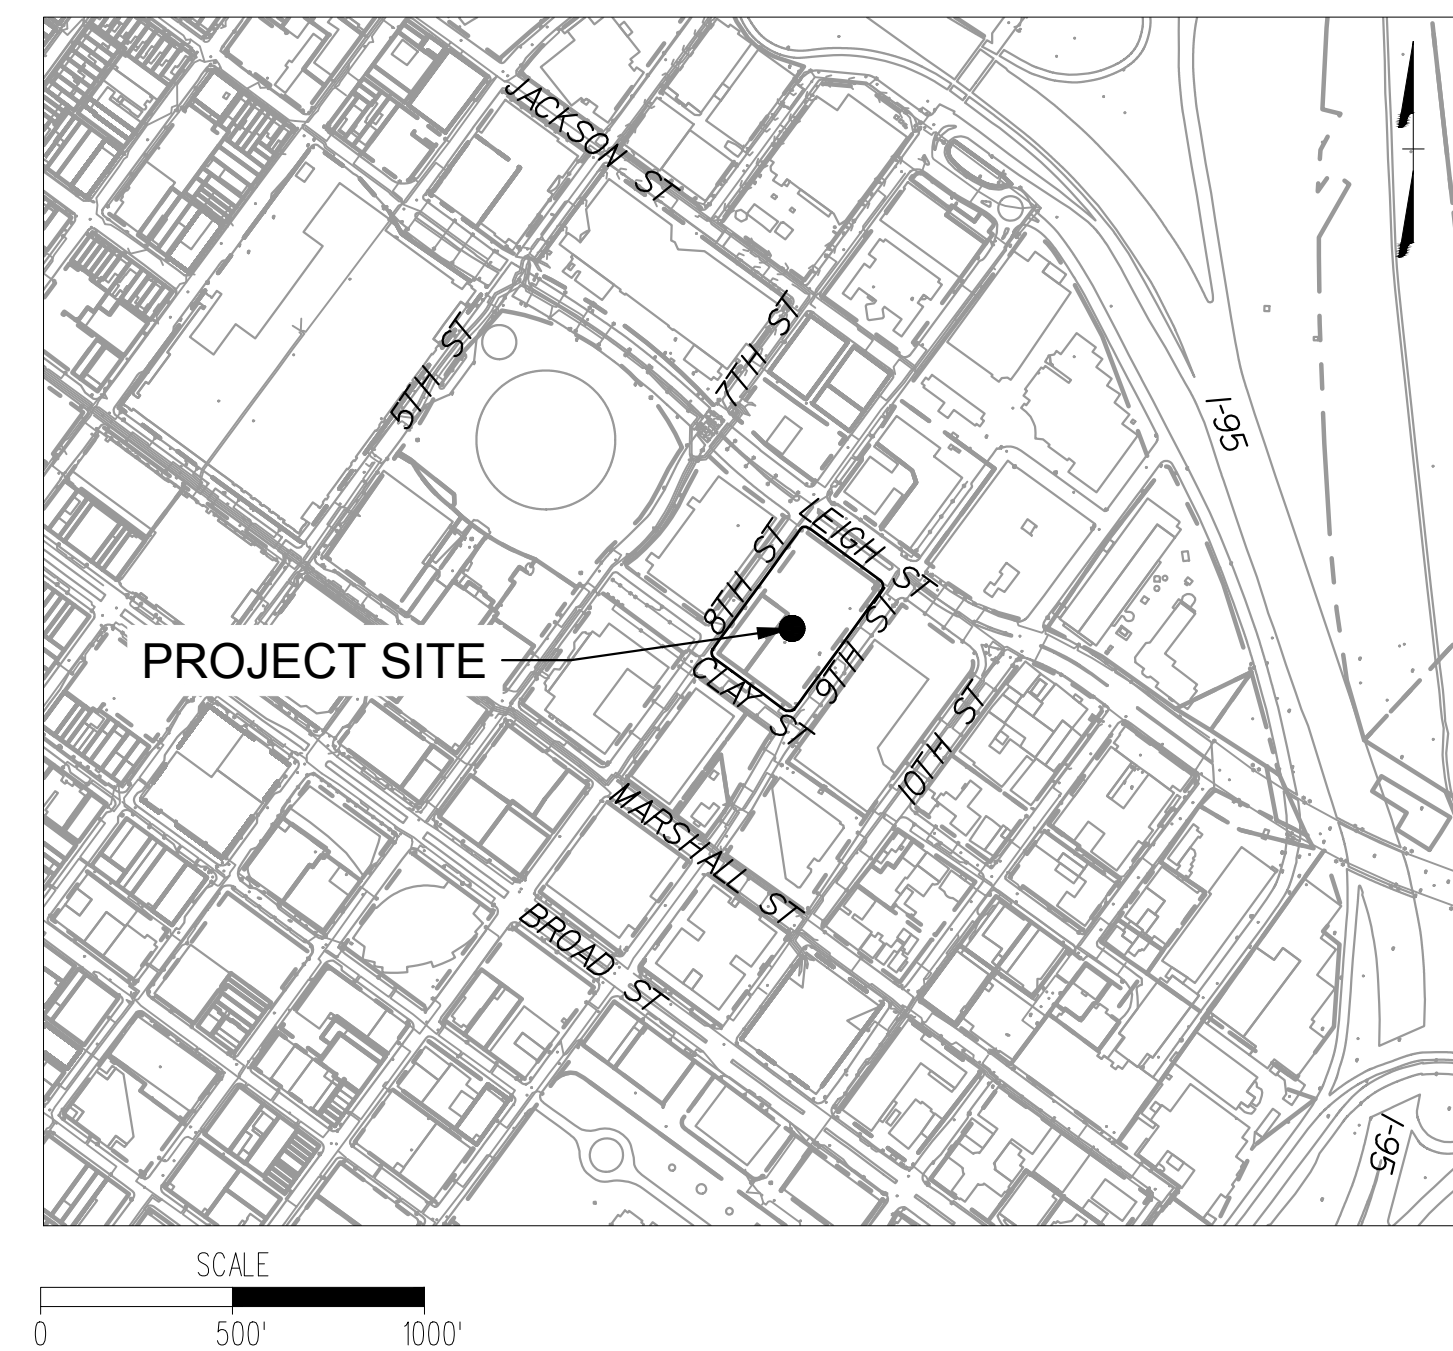 JACKSON ST
5TH ST
7TH ST
I-95
LEIGH ST
8TH ST
9TH ST
PROJECT SITE
CLAY ST
10TH ST
MARSHALL ST
BROAD ST
I-95
SCALE
0 500' 1000'